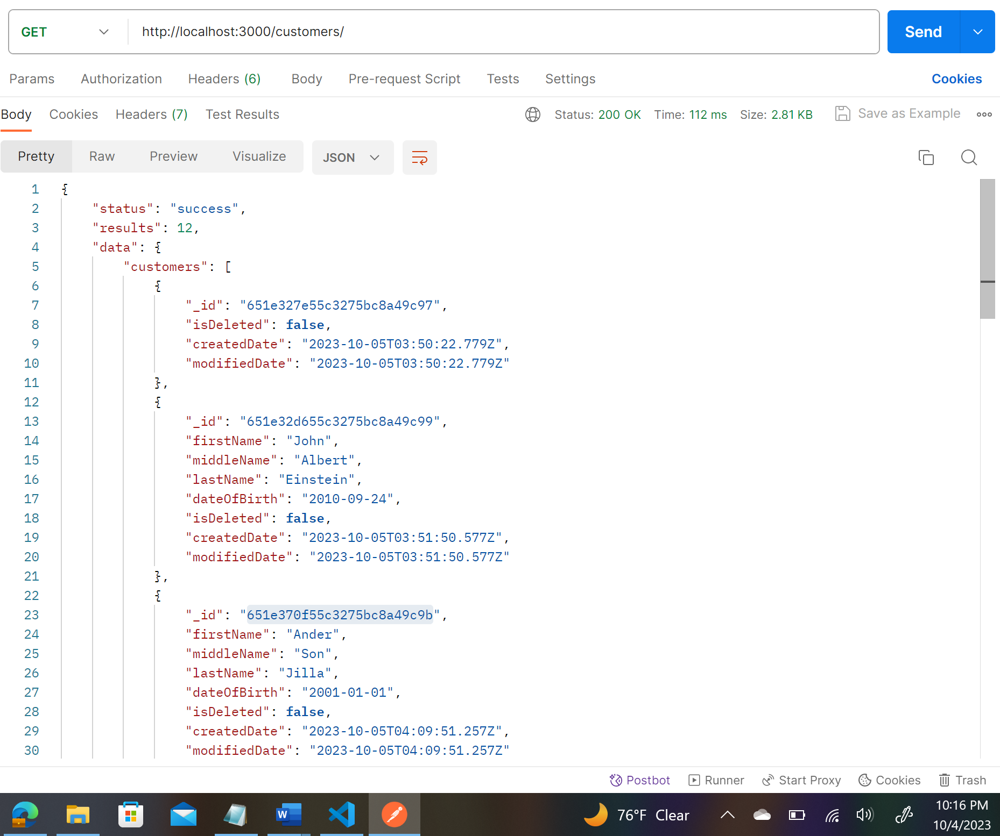 GET http://localhost:3000/customers/ Send
Params Authorization Headers (6) Body Pre-request Script Tests Settings Cookies
Body Cookies Headers (7) Test Results Status: 200 OK Time: 112 ms Size: 2.81 KB Save as Example
Pretty Raw Preview Visualize JSON
1 {
2 "status": "success",
3 "results": 12,
4 "data": {
5 "customers": [
6 {
7 "_id": "651e327e55c3275bc8a49c97",
8 "isDeleted": false,
9 "createdDate": "2023-10-05T03:50:22.779Z",
10 "modifiedDate": "2023-10-05T03:50:22.779Z"
11 },
12 {
13 "_id": "651e32d655c3275bc8a49c99",
14 "firstName": "John",
15 "middleName": "Albert",
16 "lastName": "Einstein",
17 "dateOfBirth": "2010-09-24",
18 "isDeleted": false,
19 "createdDate": "2023-10-05T03:51:50.577Z",
20 "modifiedDate": "2023-10-05T03:51:50.577Z"
21 },
22 {
23 "_id": "651e370f55c3275bc8a49c9b",
24 "firstName": "Ander",
25 "middleName": "Son",
26 "lastName": "Jilla",
27 "dateOfBirth": "2001-01-01",
28 "isDeleted": false,
29 "createdDate": "2023-10-05T04:09:51.257Z",
30 "modifiedDate": "2023-10-05T04:09:51.257Z"
Postbot Runner Start Proxy Cookies Trash
W 76°F Clear 10:16 PM
10/4/2023